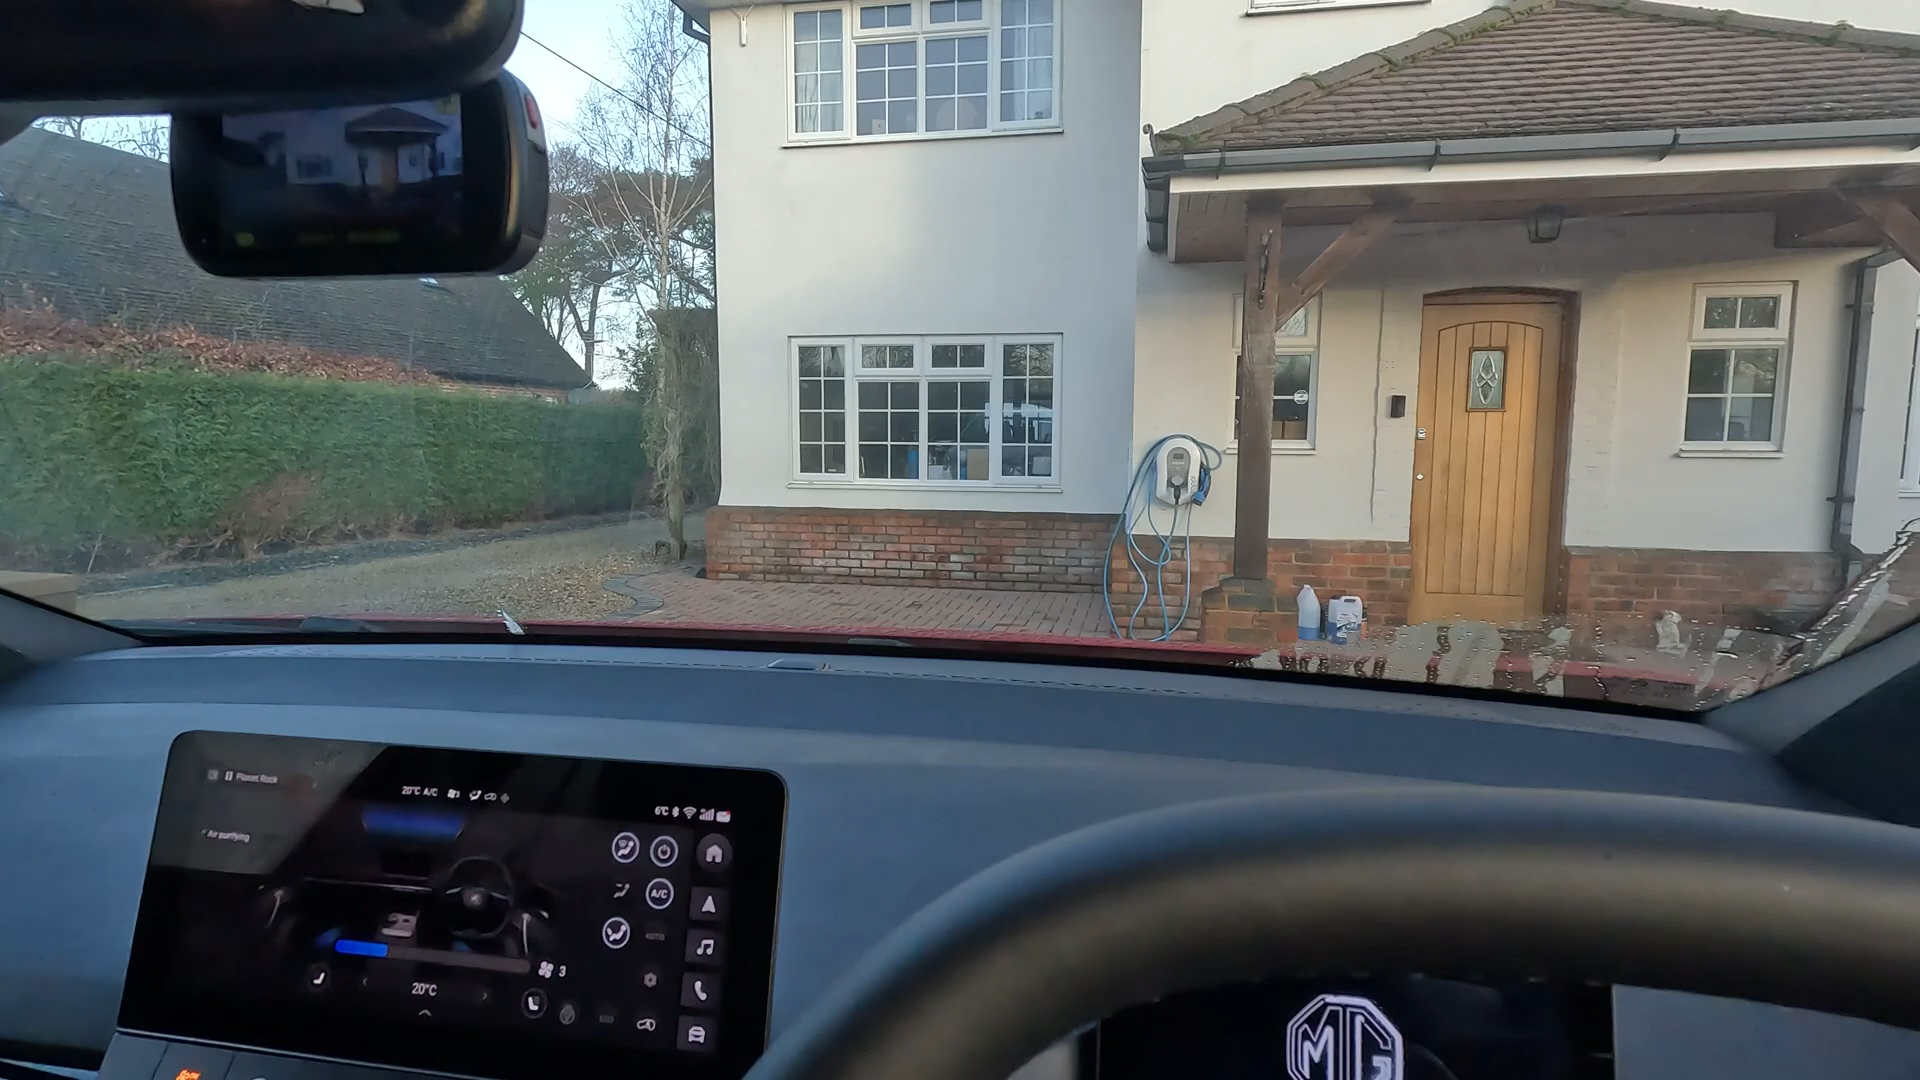 Planet Rock
20°C A/C
6°C
Air purifying
A/C
AUTO
3
20°C
MG